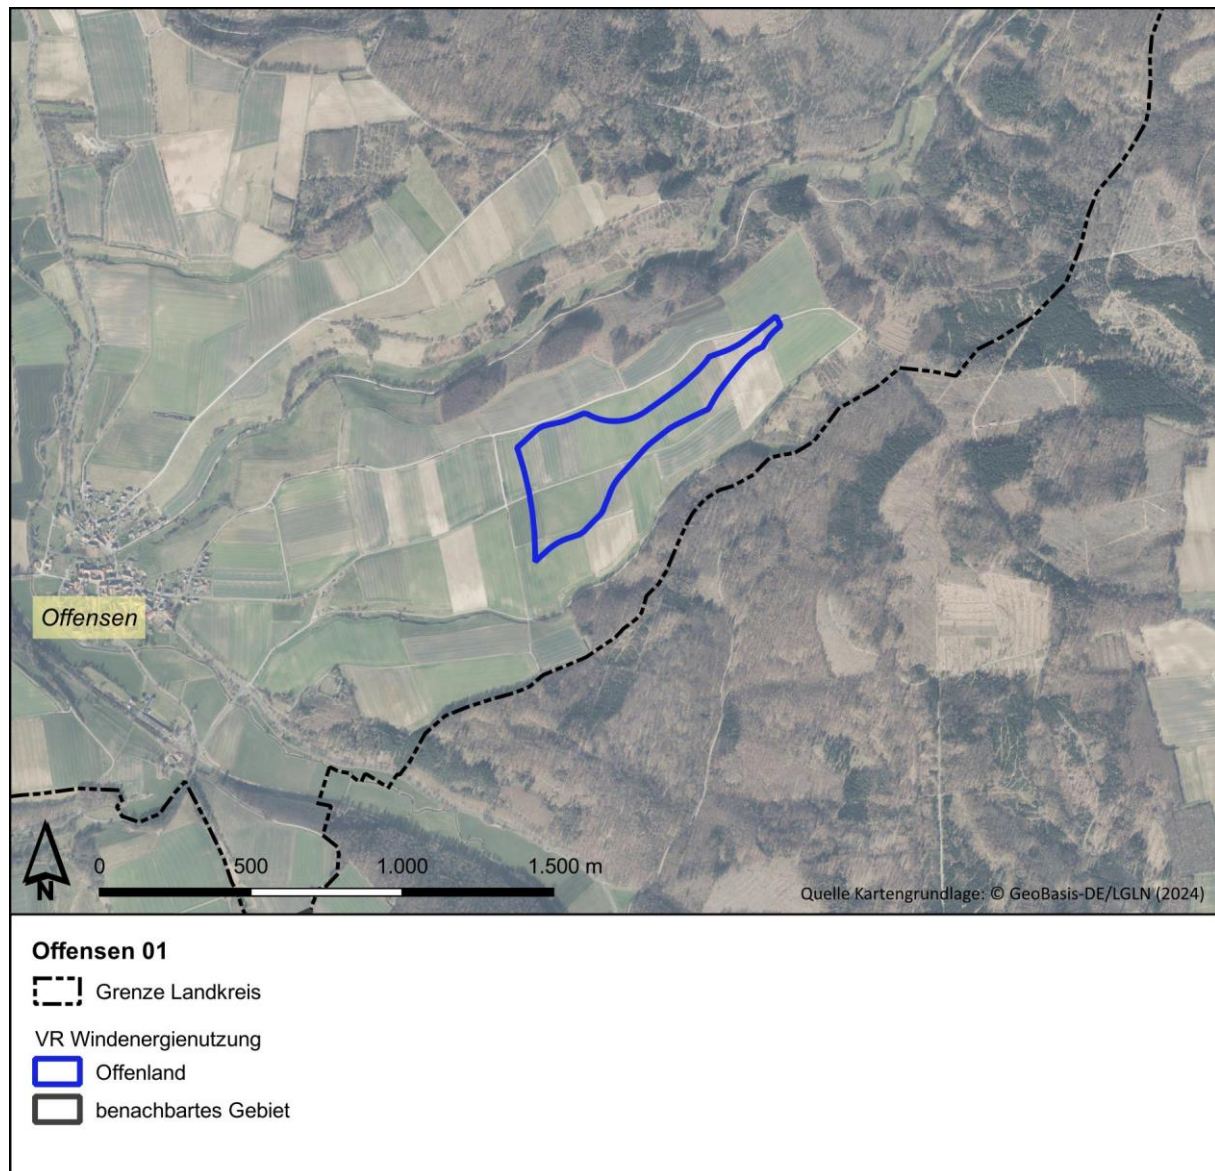 Offensen
N
0 500 1.000 1.500 m
Quelle Kartengrundlage: © GeoBasis-DE/LGLN (2024)
Offensen 01
Grenze Landkreis
VR Windenergienutzung
Offenland
benachbartes Gebiet